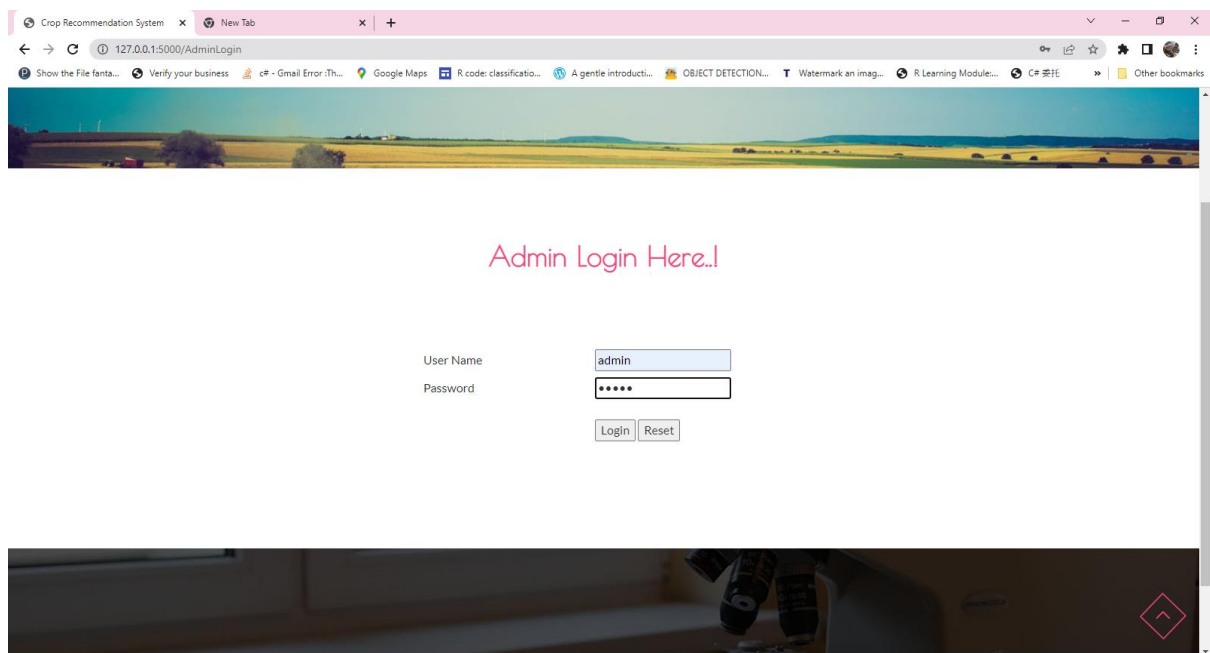 Crop Recommendation System New Tab
127.0.0.1:5000/AdminLogin
Show the File fanta... Verify your business c# - Gmail Error :Th... Google Maps R code: classificatio... A gentle introducti... OBJECT DETECTION... Watermark an imag... R Learning Module:... C# 委托 » Other bookmarks
Admin Login Here..!
User Name admin
Password •••••
Login Reset